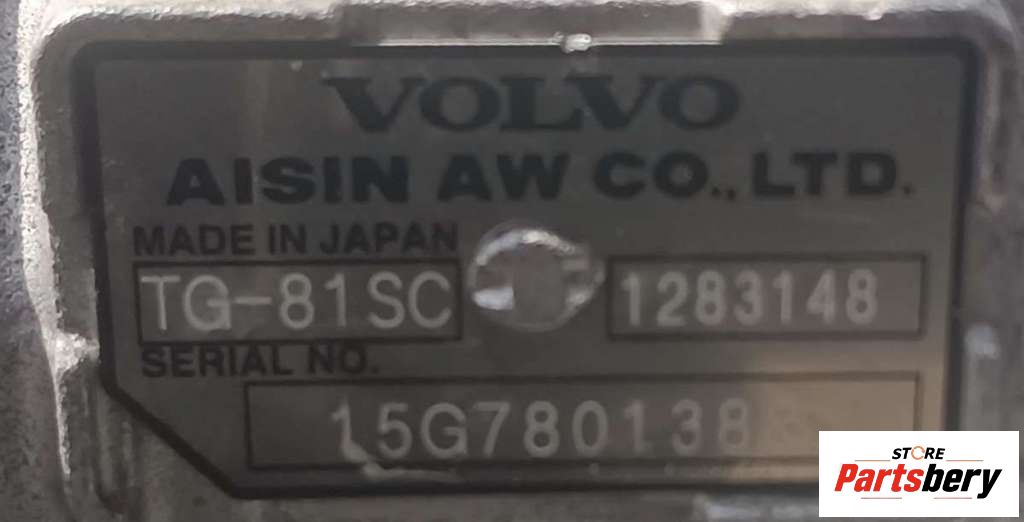 VOLVO
AISIN AW CO., LTD.
MADE IN JAPAN
TG-81SC 1283148
SERIAL NO.
15G780138
STORE
Partsbery